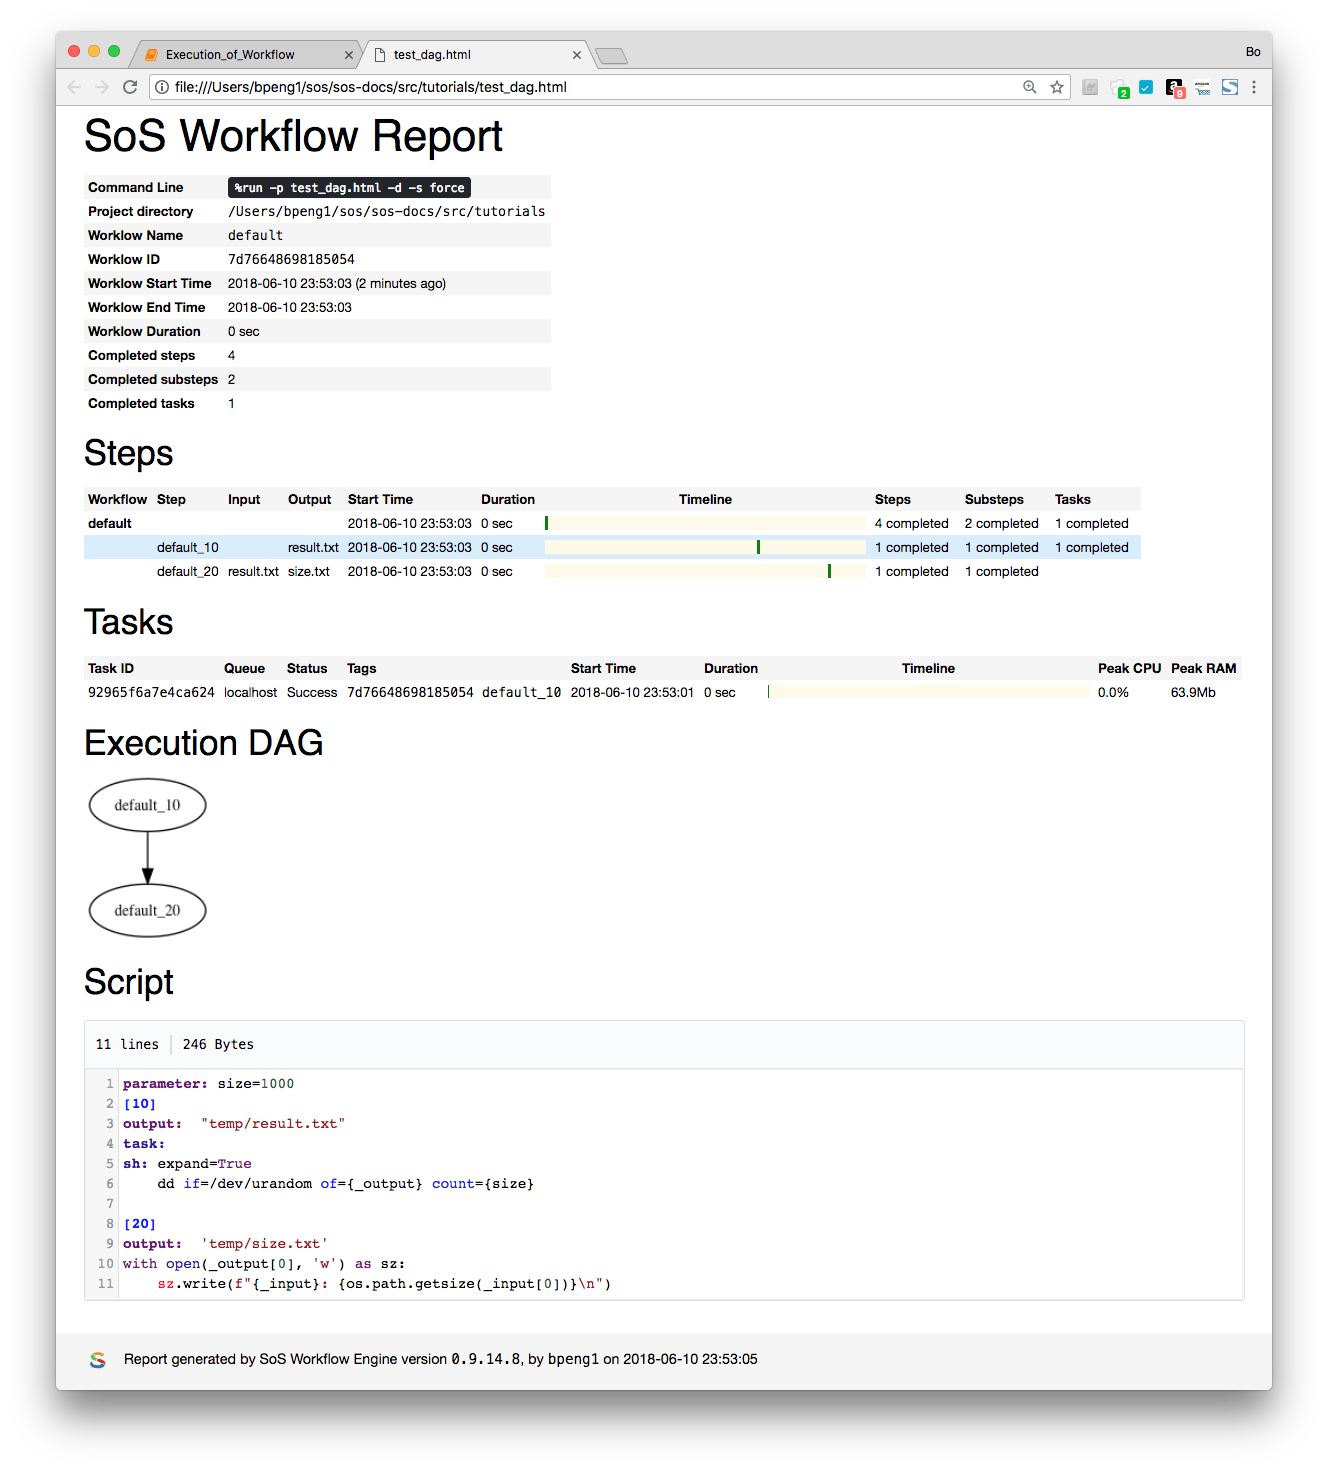 Execution_of_Workflow
test_dag.html
Bo
file:///Users/bpeng1/sos/sos-docs/src/tutorials/test_dag.html
2
9
SoS Workflow Report
Command Line %run -p test_dag.html -d -s force
Project directory /Users/bpeng1/sos/sos-docs/src/tutorials
Worklow Name default
Worklow ID 7d76648698185054
Worklow Start Time 2018-06-10 23:53:03 (2 minutes ago)
Worklow End Time 2018-06-10 23:53:03
Worklow Duration 0 sec
Completed steps 4
Completed substeps 2
Completed tasks 1
Steps
Workflow Step Input Output Start Time Duration Timeline Steps Substeps Tasks
default 2018-06-10 23:53:03 0 sec 4 completed 2 completed 1 completed
default_10 result.txt 2018-06-10 23:53:03 0 sec 1 completed 1 completed 1 completed
default_20 result.txt size.txt 2018-06-10 23:53:03 0 sec 1 completed 1 completed
Tasks
Task ID Queue Status Tags Start Time Duration Timeline Peak CPU Peak RAM
92965f6a7e4ca624 localhost Success 7d76648698185054 default_10 2018-06-10 23:53:01 0 sec 0.0% 63.9Mb
Execution DAG
default_10
default_20
Script
11 lines 246 Bytes
1 parameter: size=1000
2 [10]
3 output:  "temp/result.txt"
4 task:
5 sh: expand=True
6     dd if=/dev/urandom of={_output} count={size}
7
8 [20]
9 output:  'temp/size.txt'
10 with open(_output[0], 'w') as sz:
11     sz.write(f"{_input}: {os.path.getsize(_input[0])}\n")
Report generated by SoS Workflow Engine version 0.9.14.8, by bpeng1 on 2018-06-10 23:53:05